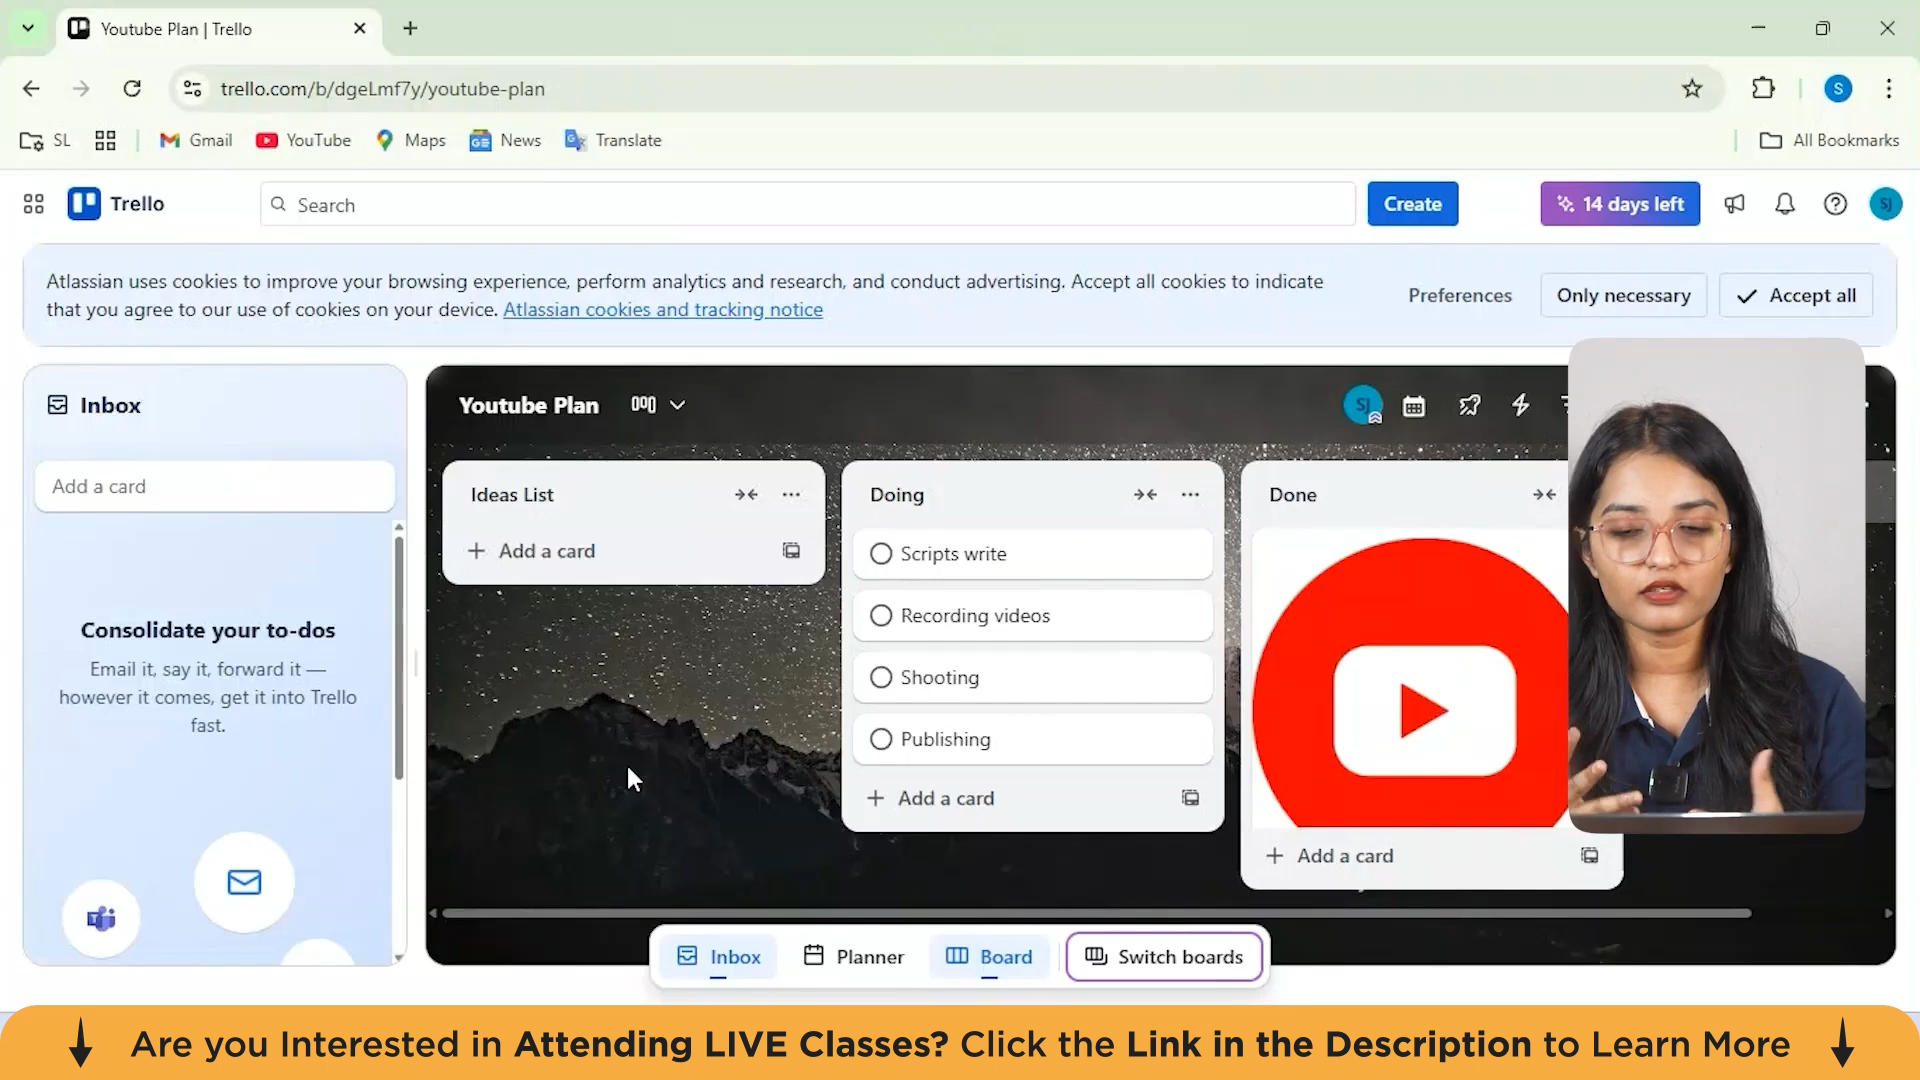 Youtube Plan | Trello
trello.com/b/dgeLmf7y/youtube-plan
SL
Gmail
YouTube
Maps
News
Translate
All Bookmarks
S
Trello
Search
Create
14 days left
SJ
Atlassian uses cookies to improve your browsing experience, perform analytics and research, and conduct advertising. Accept all cookies to indicate
that you agree to our use of cookies on your device. Atlassian cookies and tracking notice
Preferences
Only necessary
Accept all
Inbox
Add a card
Consolidate your to-dos
Email it, say it, forward it —
however it comes, get it into Trello
fast.
Youtube Plan
SJ
Ideas List
Add a card
Doing
Scripts write
Recording videos
Shooting
Publishing
Add a card
Done
Add a card
Inbox
Planner
Board
Switch boards
Are you Interested in Attending LIVE Classes? Click the Link in the Description to Learn More